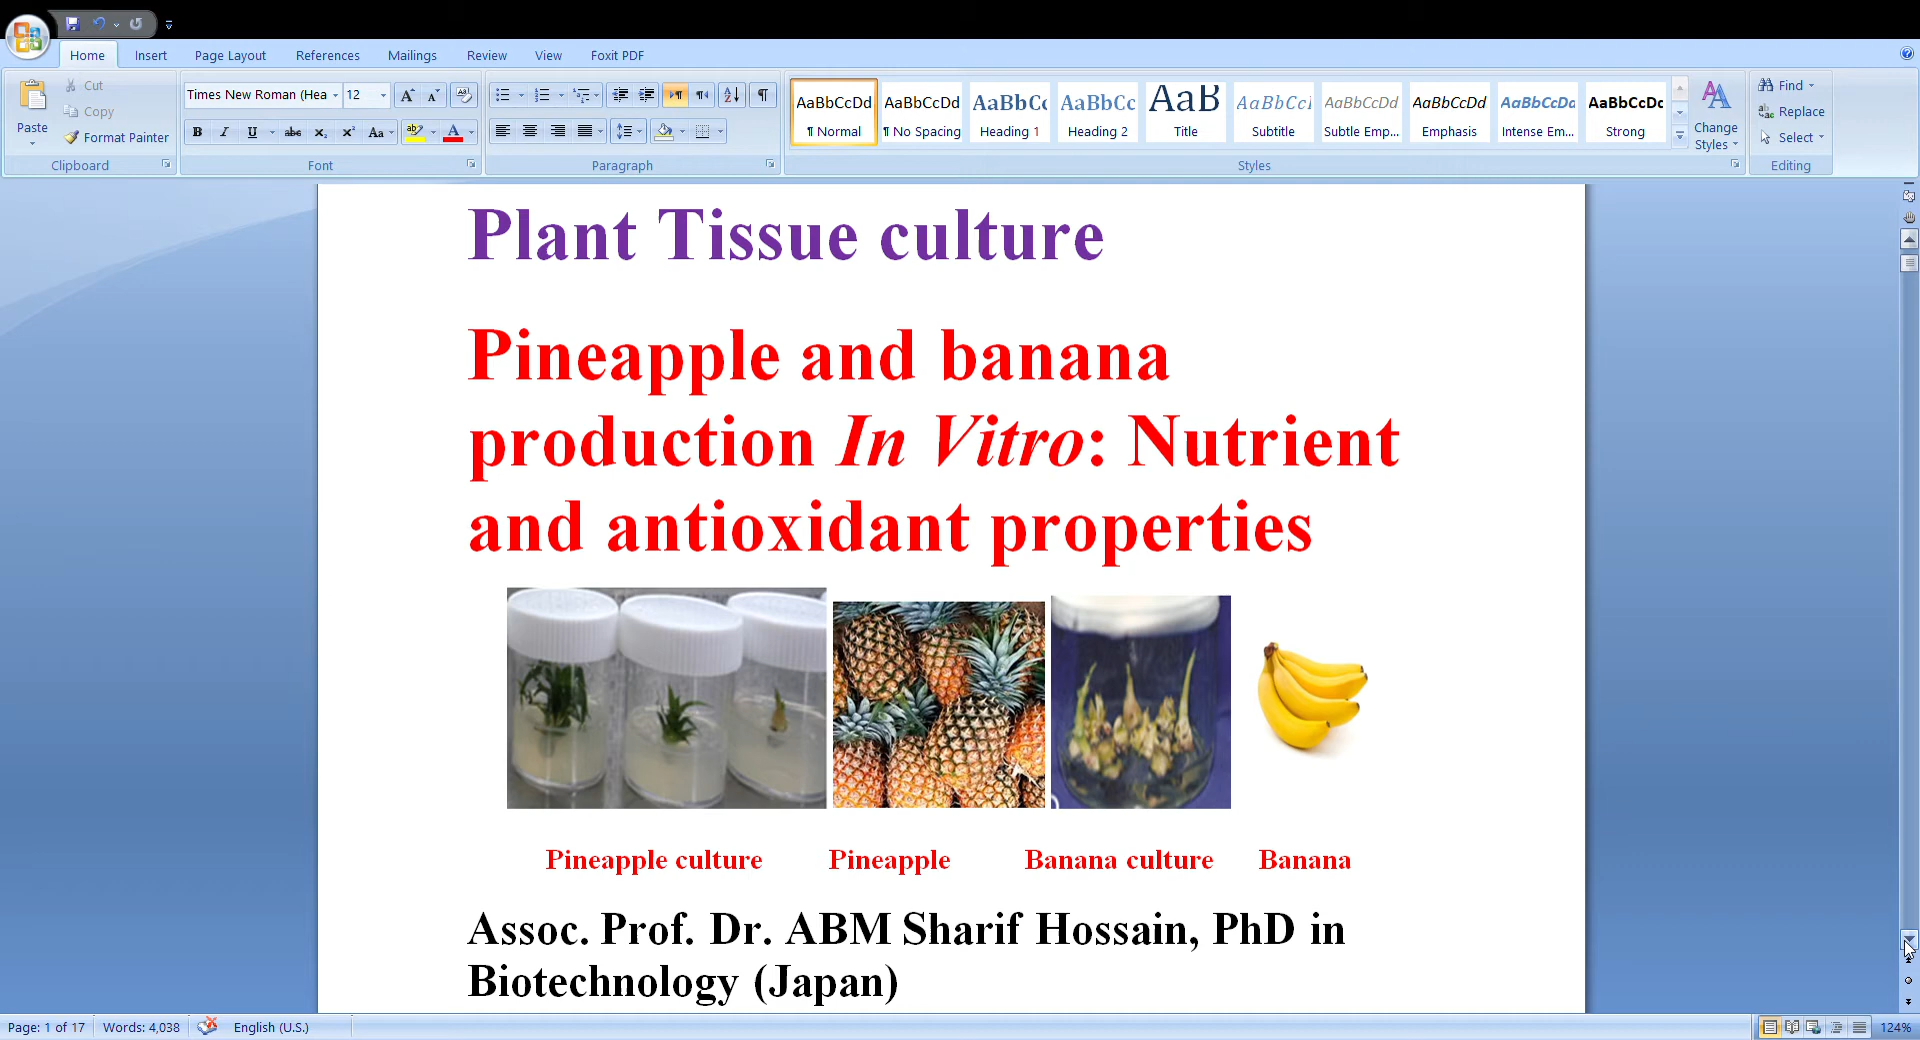 Home Insert Page Layout References Mailings Review View Foxit PDF
Paste
Cut
Copy
Format Painter
Clipboard
Times New Roman (Hea 12
Font
Paragraph
AaBbCcDd AaBbCcDd AaBbCc AaBbCc AaB AaBbCcI AaBbCcDd AaBbCcDd AaBbCcDd AaBbCcDc
¶ Normal ¶ No Spacing Heading 1 Heading 2 Title Subtitle Subtle Emp... Emphasis Intense Em... Strong
Change
Styles
Styles
Find
Replace
Select
Editing
Plant Tissue culture
Pineapple and banana
production In Vitro: Nutrient
and antioxidant properties
Pineapple culture Pineapple Banana culture Banana
Assoc. Prof. Dr. ABM Sharif Hossain, PhD in
Biotechnology (Japan)
Page: 1 of 17 Words: 4,038 English (U.S.) 124%